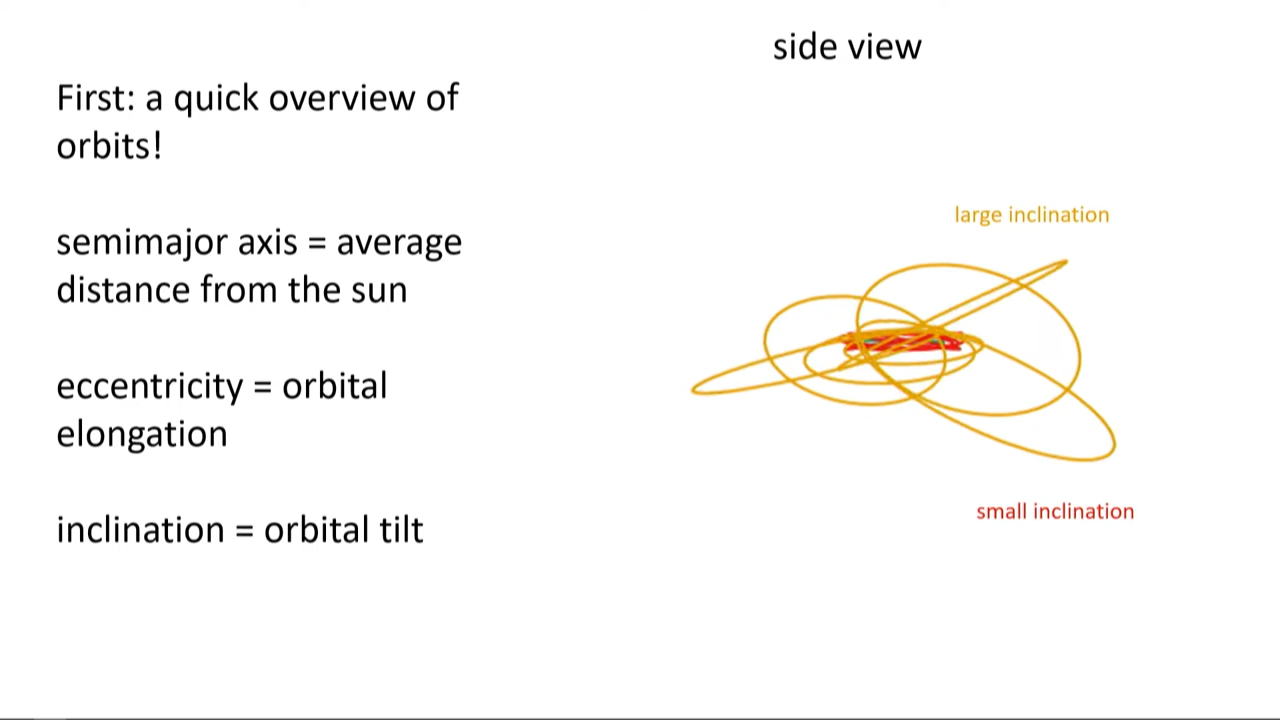 side view
First: a quick overview of
orbits!
semimajor axis = average
distance from the sun
eccentricity = orbital
elongation
inclination = orbital tilt
large inclination
small inclination